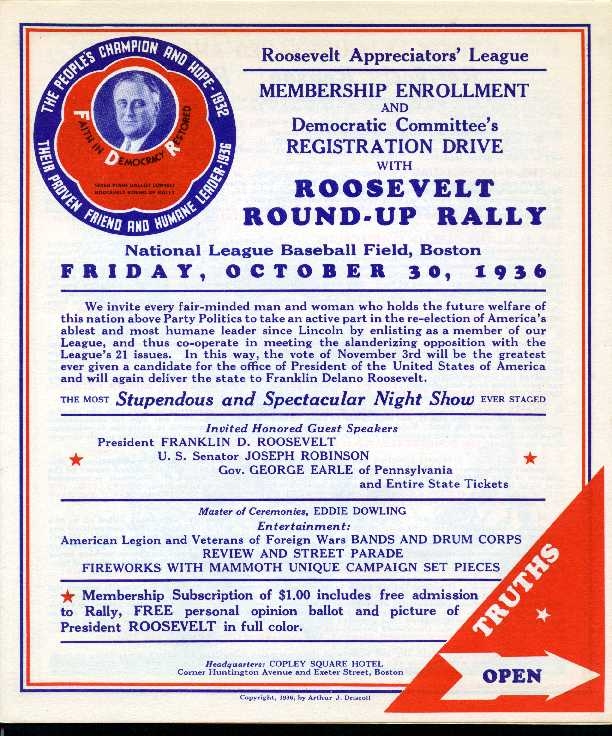 THE PEOPLE'S CHAMPION AND HOPE-1932
FAITH IN DEMOCRACY RESTORED
THEIR PROVEN FRIEND AND HUMANE LEADER-1936
Roosevelt Appreciators' League
MEMBERSHIP ENROLLMENT
AND
Democratic Committee's
REGISTRATION DRIVE
WITH
ROOSEVELT
ROUND-UP RALLY
National League Baseball Field, Boston
FRIDAY, OCTOBER 30, 1936
We invite every fair-minded man and woman who holds the future welfare of
this nation above Party Politics to take an active part in the re-election of America's
ablest and most humane leader since Lincoln by enlisting as a member of our
League, and thus co-operate in meeting the slanderizing opposition with the
League's 21 issues. In this way, the vote of November 3rd will be the greatest
ever given a candidate for the office of President of the United States of America
and will again deliver the state to Franklin Delano Roosevelt.
THE MOST Stupendous and Spectacular Night Show EVER STAGED
Invited Honored Guest Speakers
President FRANKLIN D. ROOSEVELT
U. S. Senator JOSEPH ROBINSON
Gov. GEORGE EARLE of Pennsylvania
and Entire State Tickets
Master of Ceremonies, EDDIE DOWLING
Entertainment:
American Legion and Veterans of Foreign Wars BANDS AND DRUM CORPS
REVIEW AND STREET PARADE
FIREWORKS WITH MAMMOTH UNIQUE CAMPAIGN SET PIECES
Membership Subscription of $1.00 includes free admission
to Rally, FREE personal opinion ballot and picture of
President ROOSEVELT in full color.
TRUTHS
OPEN
Headquarters: COPLEY SQUARE HOTEL
Corner Huntington Avenue and Exeter Street, Boston
Copyright, 1936, by Arthur J. Driscoll